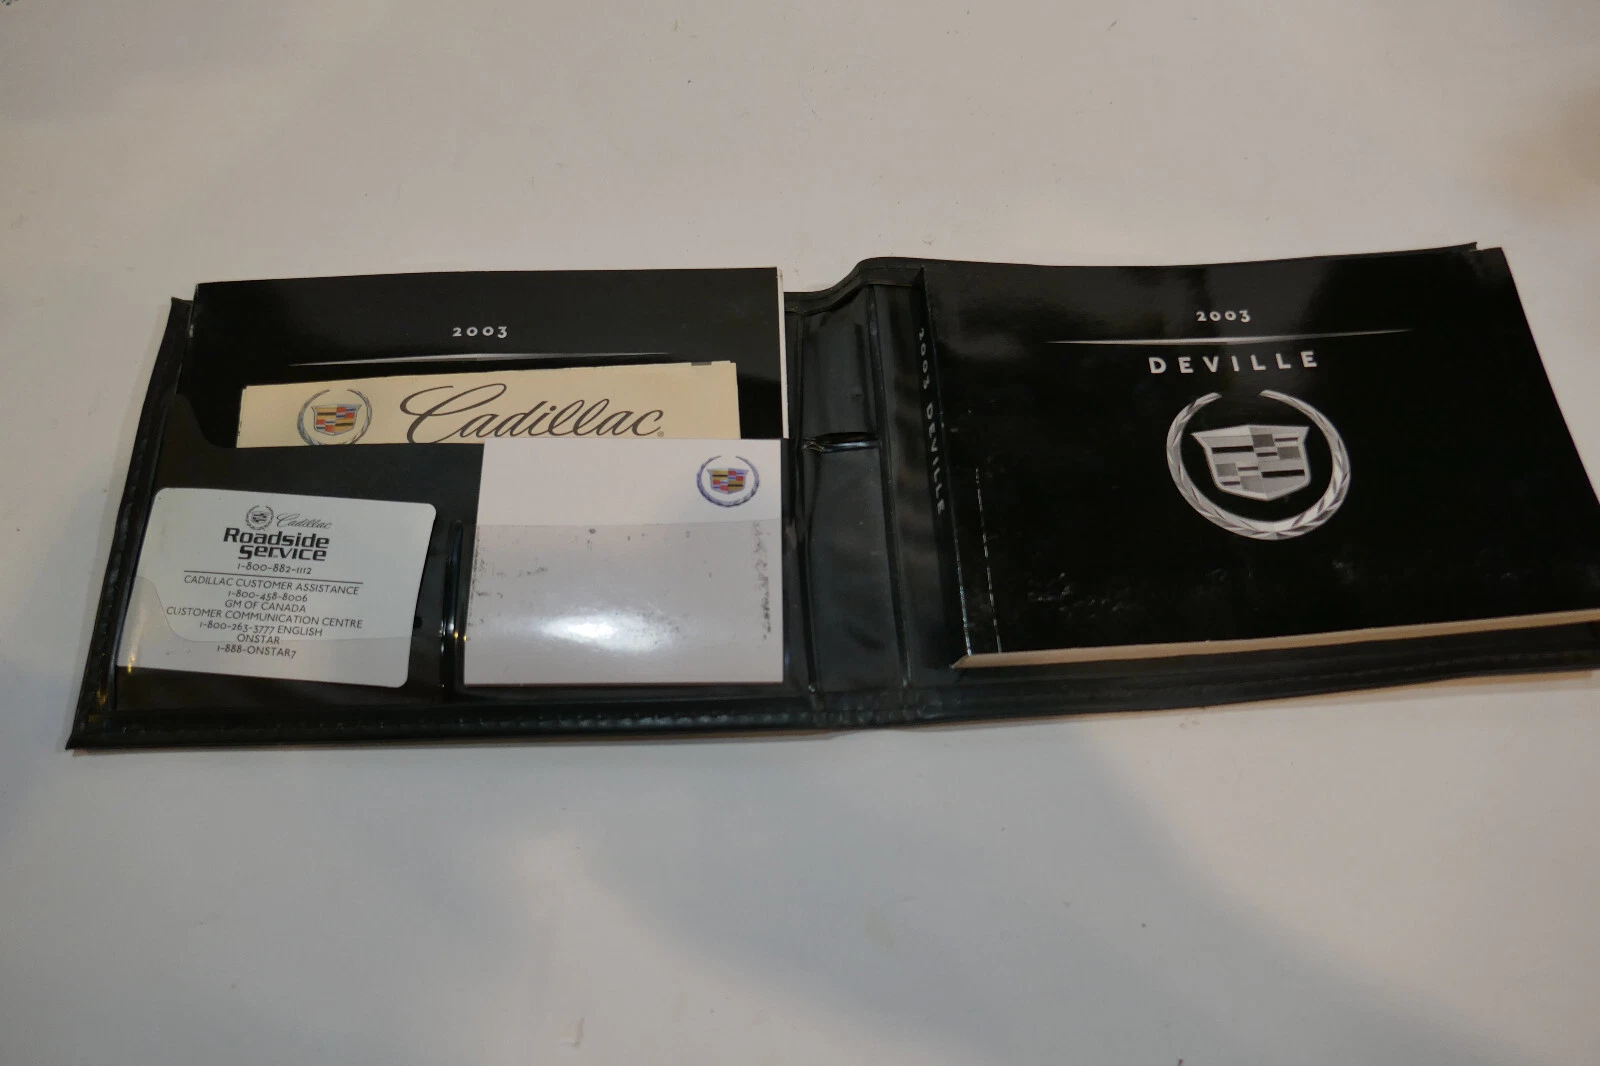 2003
Cadillac
Cadillac
Roadside
Service
1-800-882-1112
CADILLAC CUSTOMER ASSISTANCE
1-800-458-8006
GM OF CANADA
CUSTOMER COMMUNICATION CENTRE
1-800-263-3777 ENGLISH
ONSTAR
1-888-ONSTAR7
2003 DEVILLE
2003
DEVILLE